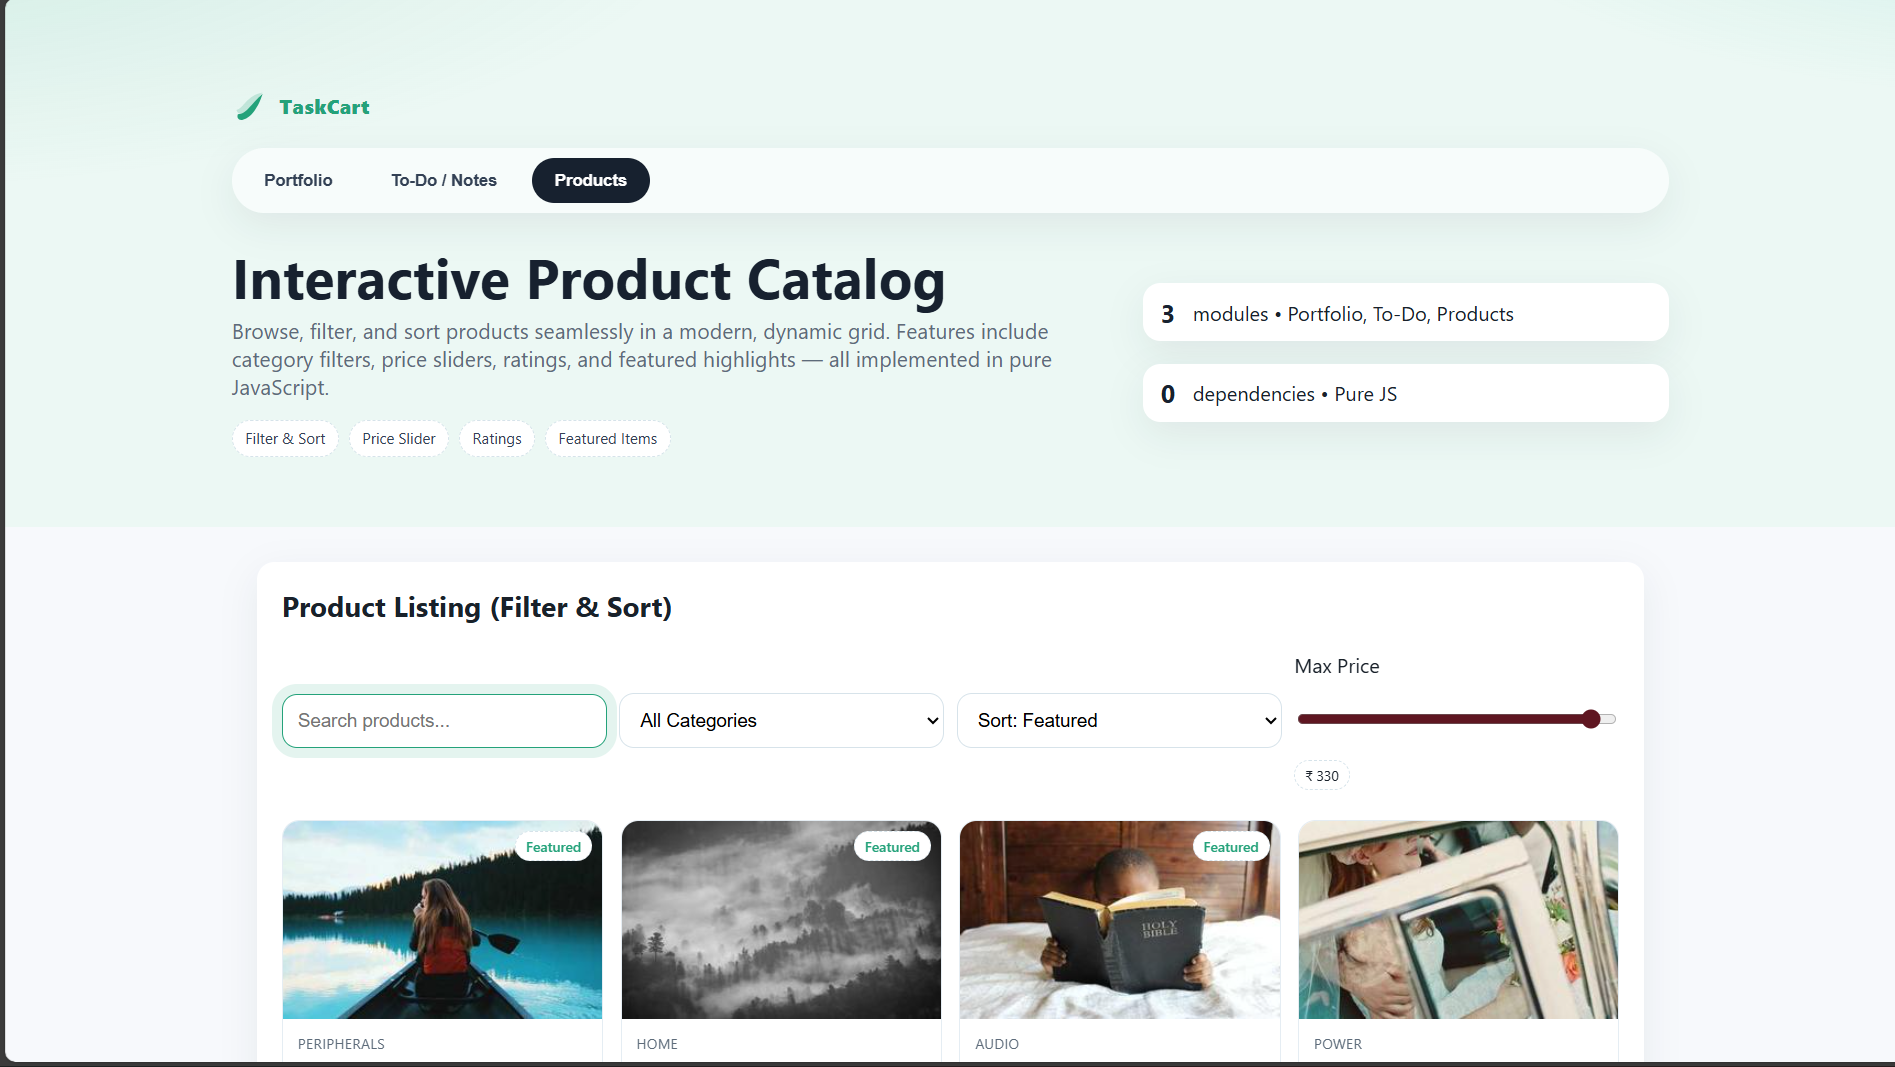 TaskCart
Portfolio
To-Do / Notes
Products
Interactive Product Catalog
Browse, filter, and sort products seamlessly in a modern, dynamic grid. Features include
category filters, price sliders, ratings, and featured highlights — all implemented in pure
JavaScript.
Filter & Sort
Price Slider
Ratings
Featured Items
3 modules • Portfolio, To-Do, Products
0 dependencies • Pure JS
Product Listing (Filter & Sort)
Max Price
Search products...
All Categories
Sort: Featured
₹ 330
Featured
Featured
Featured
HOLY
BIBLE
PERIPHERALS
HOME
AUDIO
POWER